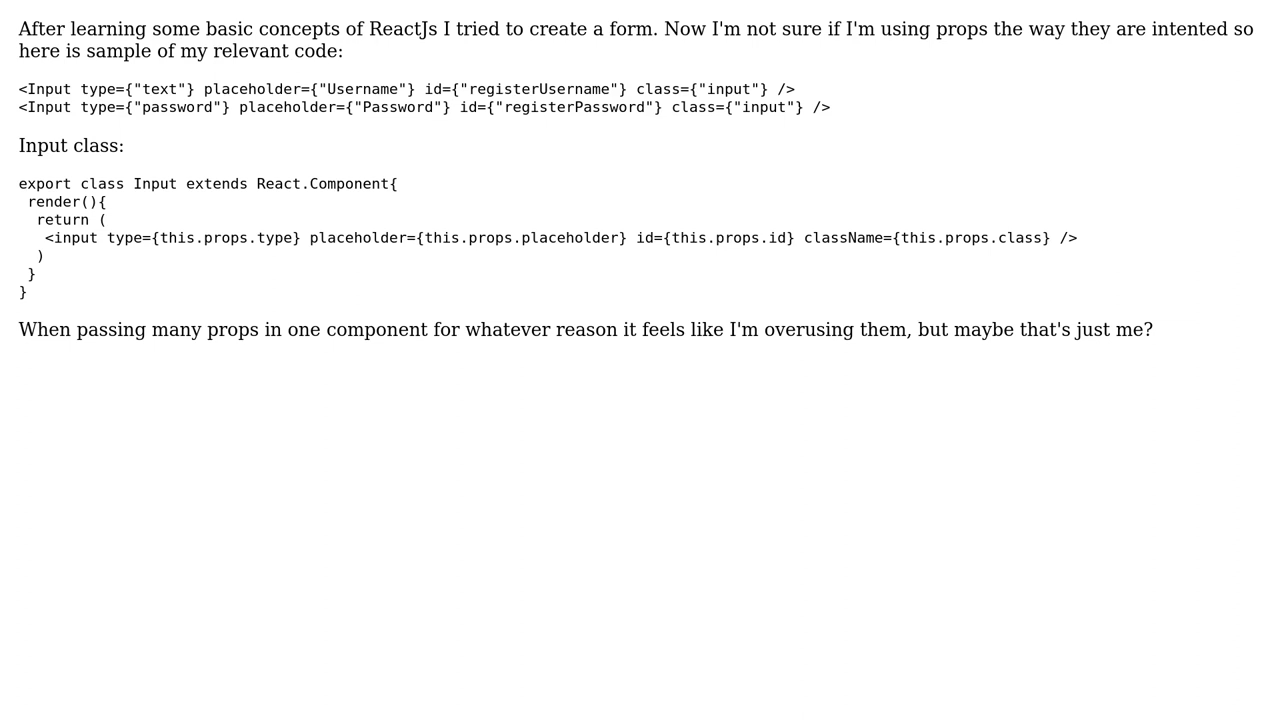 After learning some basic concepts of ReactJs I tried to create a form. Now I'm not sure if I'm using props the way they are intented so
here is sample of my relevant code:
<Input type={"text"} placeholder={"Username"} id={"registerUsername"} class={"input"} />
<Input type={"password"} placeholder={"Password"} id={"registerPassword"} class={"input"} />
Input class:
export class Input extends React.Component{
 render(){
  return (
   <input type={this.props.type} placeholder={this.props.placeholder} id={this.props.id} className={this.props.class} />
  )
 }
}
When passing many props in one component for whatever reason it feels like I'm overusing them, but maybe that's just me?